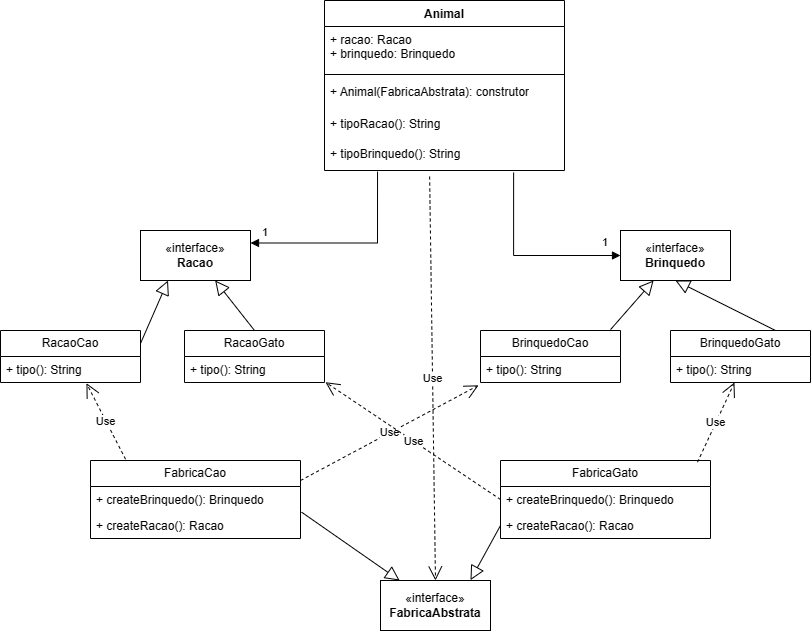 Animal
+ racao: Racao
+ brinquedo: Brinquedo
+ Animal(FabricaAbstrata): construtor
+ tipoRacao(): String
+ tipoBrinquedo(): String
1
1
«interface»
Racao
«interface»
Brinquedo
RacaoCao
+ tipo(): String
RacaoGato
+ tipo(): String
BrinquedoCao
+ tipo(): String
BrinquedoGato
+ tipo(): String
Use
Use
Use
Use
Use
FabricaCao
+ createBrinquedo(): Brinquedo
+ createRacao(): Racao
FabricaGato
+ createBrinquedo(): Brinquedo
+ createRacao(): Racao
«interface»
FabricaAbstrata